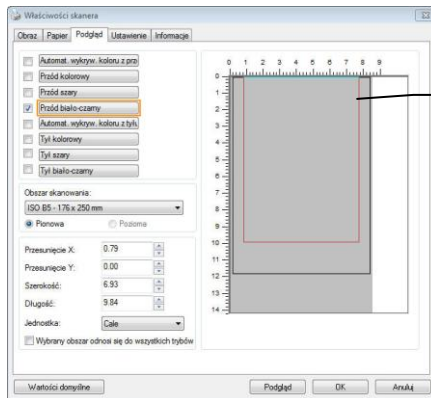 Właściwości skanera
Obraz Papier Podgląd Ustawienie Informacje
Automat. wykryw. koloru z prz
Przód kolorowy
Przód szary
Przód biało-czarny
Automat. wykryw. koloru z tyłu
Tył kolorowy
Tył szary
Tył biało-czarny
Obszar skanowania:
ISO B5 - 176 x 250 mm
Pionowa Pozioma
Przesunięcie X: 0.79
Przesunięcie Y: 0.00
Szerokość: 6.93
Długość: 9.84
Jednostka: Cale
Wybrany obszar odnosi się do wszystkich trybów
0 1 2 3 4 5 6 7 8 9
0
1
2
3
4
5
6
7
8
9
10
11
12
13
14
Wartości domyślne Podgląd OK Anuluj